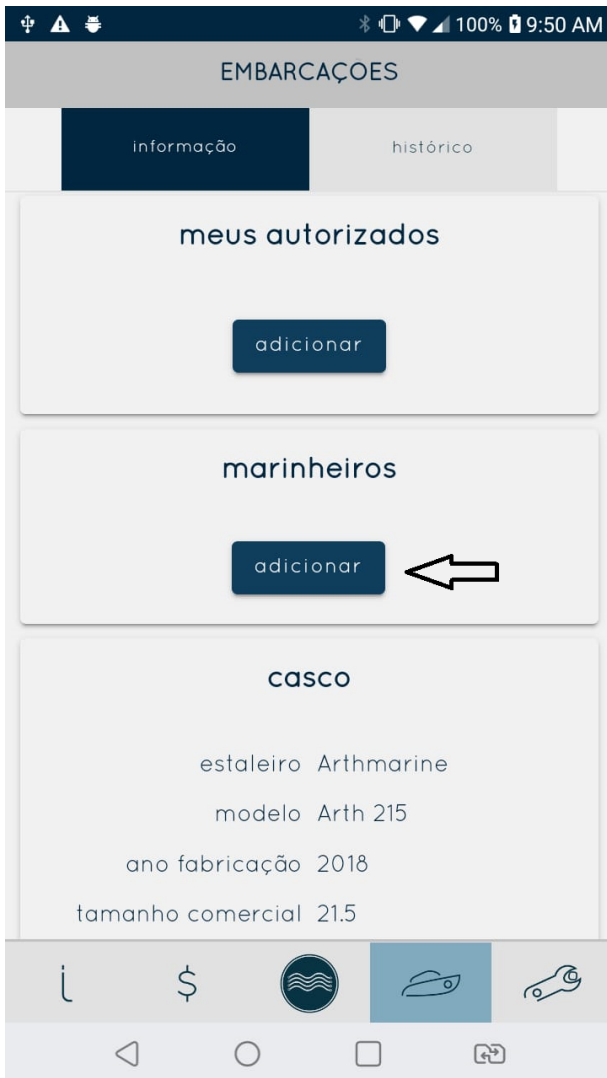 100% 9:50 AM
EMBARCAÇÕES
informação histórico
meus autorizados
adicionar
marinheiros
adicionar
casco
estaleiro Arthmarine
modelo Arth 215
ano fabricação 2018
tamanho comercial 21.5
i $